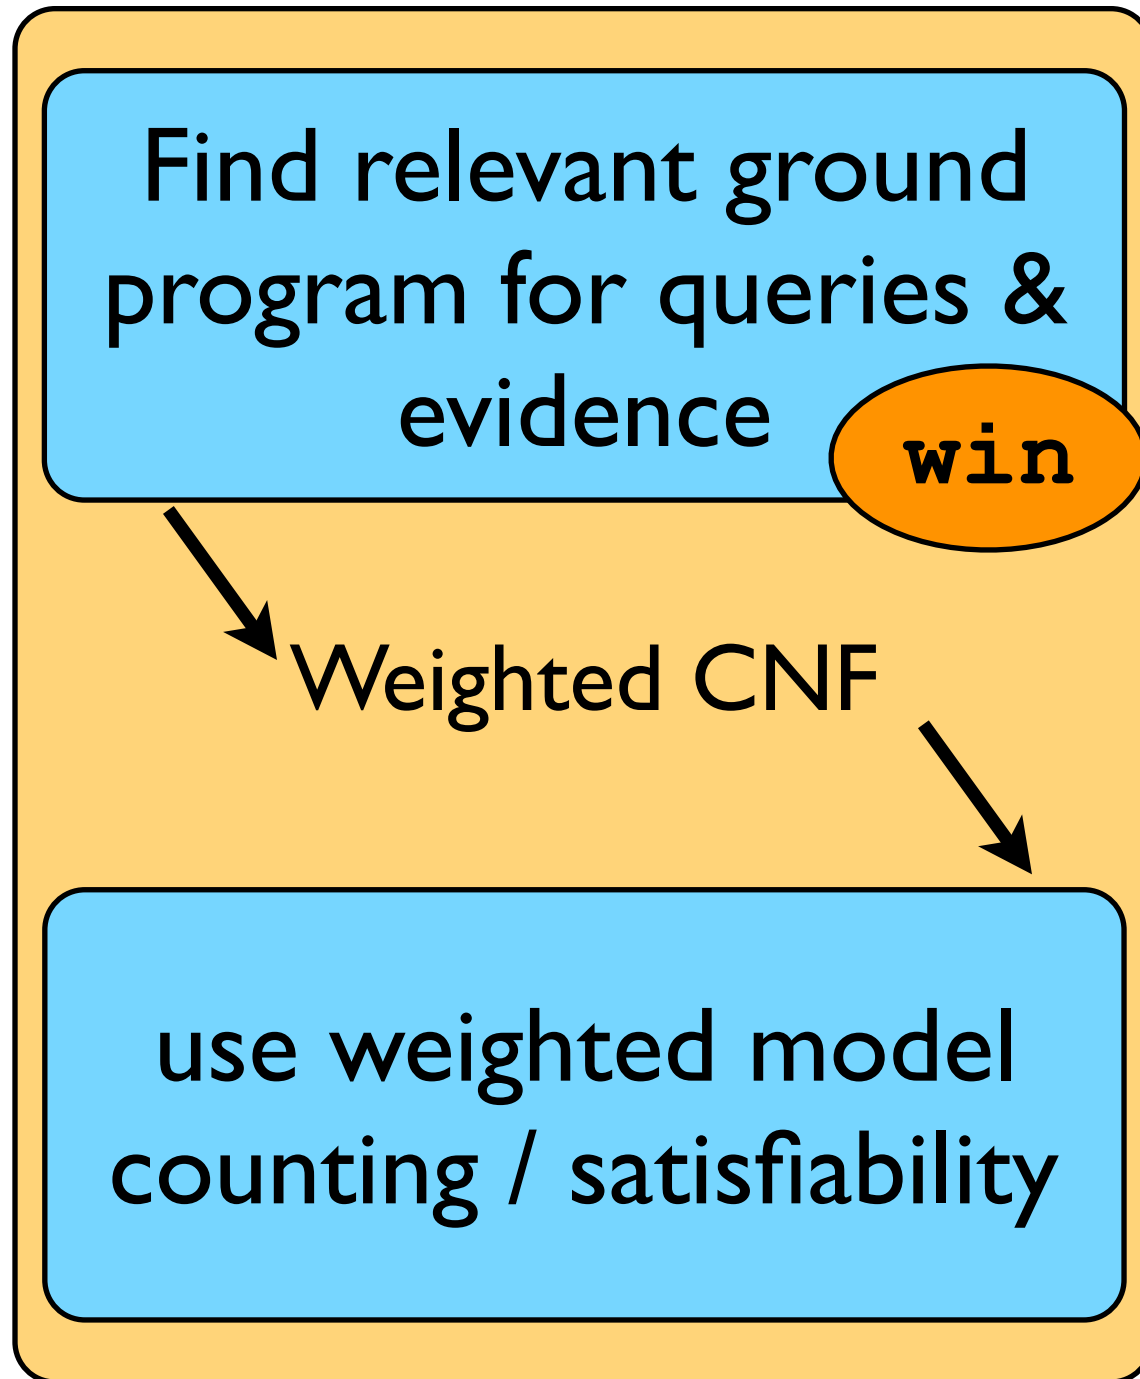 Find relevant ground
program for queries &
evidence
win
Weighted CNF
use weighted model
counting / satisfiability